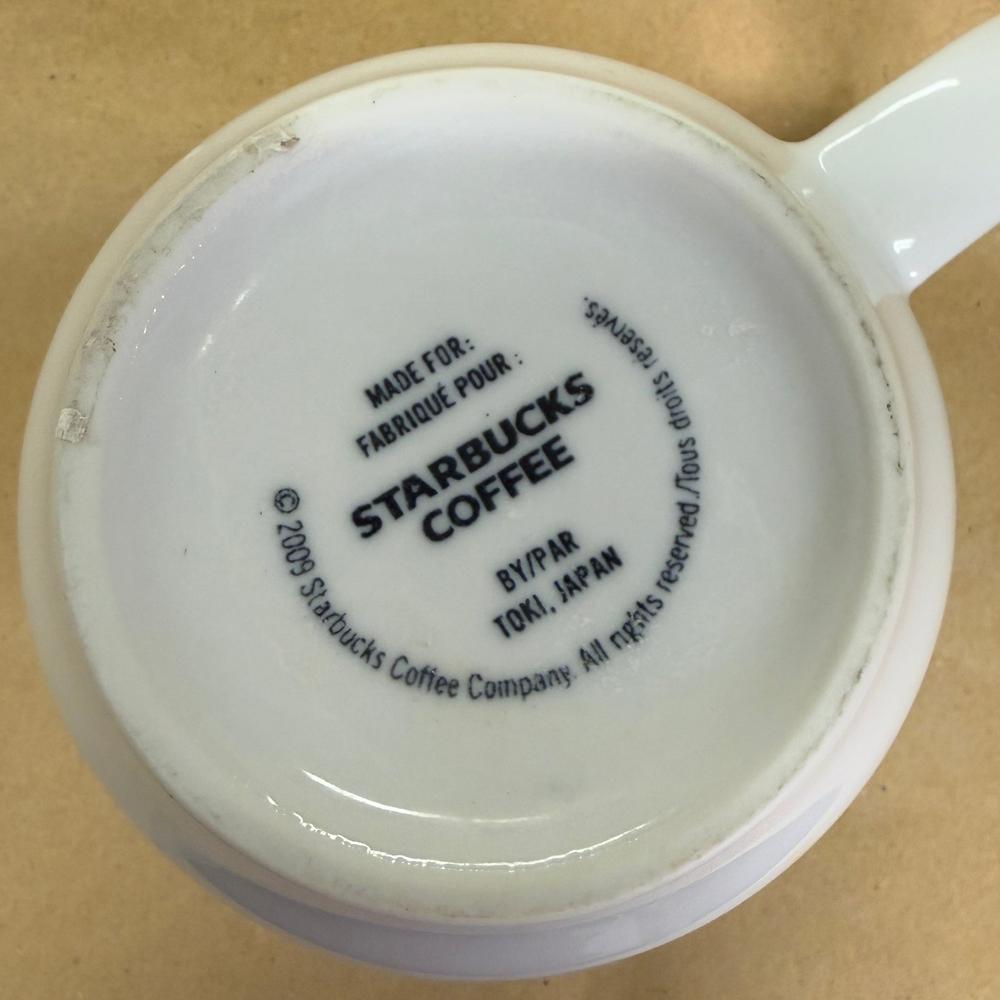 MADE FOR:
FABRIQUÉ POUR :
STARBUCKS
COFFEE
BY/PAR
TOKI, JAPAN
© 2009 Starbucks Coffee Company. All rights reserved./Tous droits reservés.